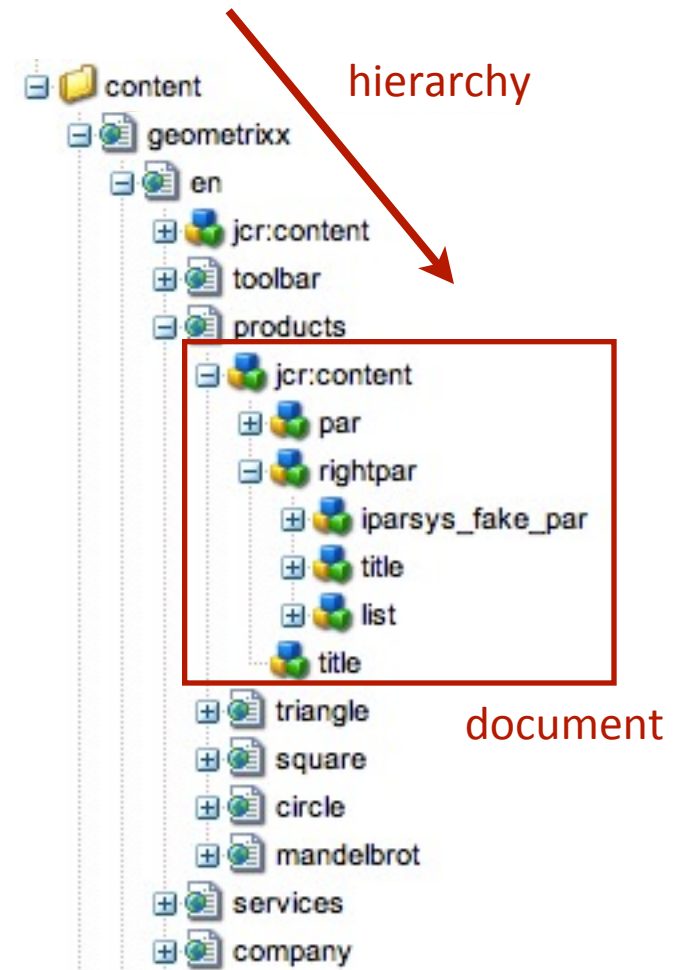 content
hierarchy
geometrixx
en
jcr:content
toolbar
products
jcr:content
par
rightpar
iparsys_fake_par
title
list
title
triangle
document
square
circle
mandelbrot
services
company